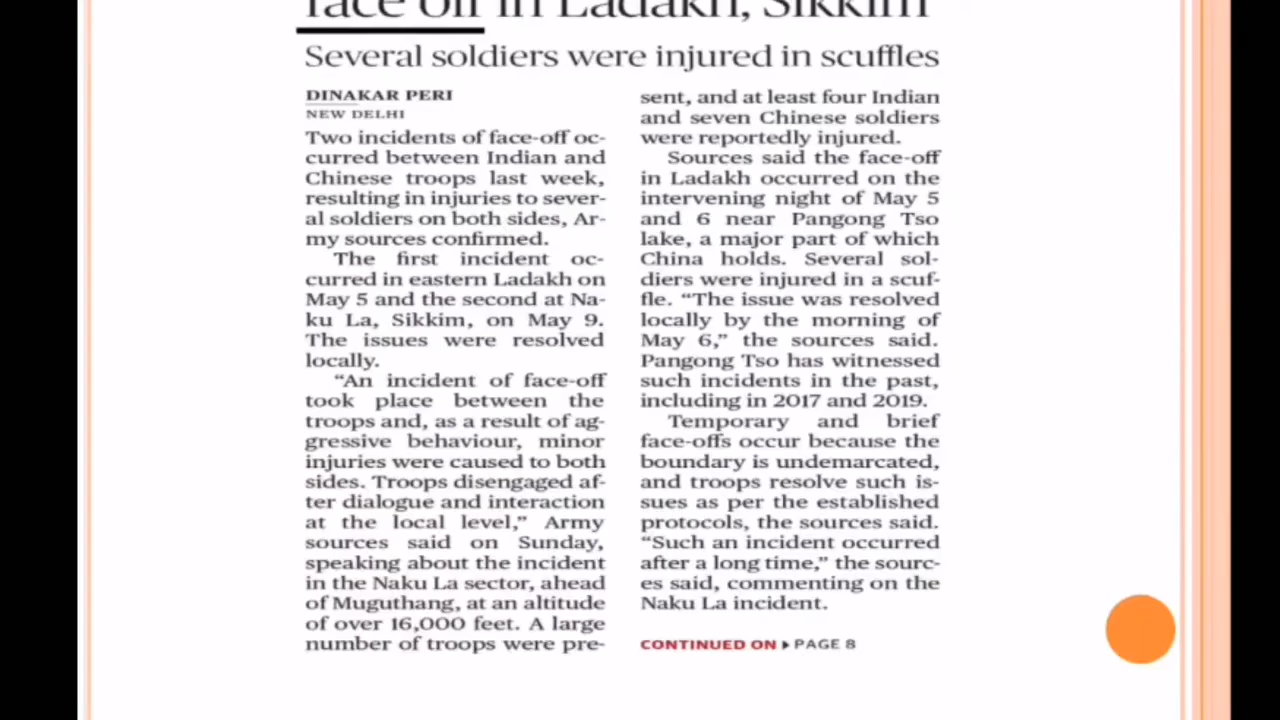 face off in Ladakh, Sikkim
Several soldiers were injured in scuffles
DINAKAR PERI
NEW DELHI
Two incidents of face-off oc-
curred between Indian and
Chinese troops last week,
resulting in injuries to sever-
al soldiers on both sides, Ar-
my sources confirmed.
The first incident oc-
curred in eastern Ladakh on
May 5 and the second at Na-
ku La, Sikkim, on May 9.
The issues were resolved
locally.
“An incident of face-off
took place between the
troops and, as a result of ag-
gressive behaviour, minor
injuries were caused to both
sides. Troops disengaged af-
ter dialogue and interaction
at the local level,” Army
sources said on Sunday,
speaking about the incident
in the Naku La sector, ahead
of Muguthang, at an altitude
of over 16,000 feet. A large
number of troops were pre-
sent, and at least four Indian
and seven Chinese soldiers
were reportedly injured.
Sources said the face-off
in Ladakh occurred on the
intervening night of May 5
and 6 near Pangong Tso
lake, a major part of which
China holds. Several sol-
diers were injured in a scuf-
fle. “The issue was resolved
locally by the morning of
May 6,” the sources said.
Pangong Tso has witnessed
such incidents in the past,
including in 2017 and 2019.
Temporary and brief
face-offs occur because the
boundary is undemarcated,
and troops resolve such is-
sues as per the established
protocols, the sources said.
“Such an incident occurred
after a long time,” the sourc-
es said, commenting on the
Naku La incident.
CONTINUED ON ▸ PAGE 8